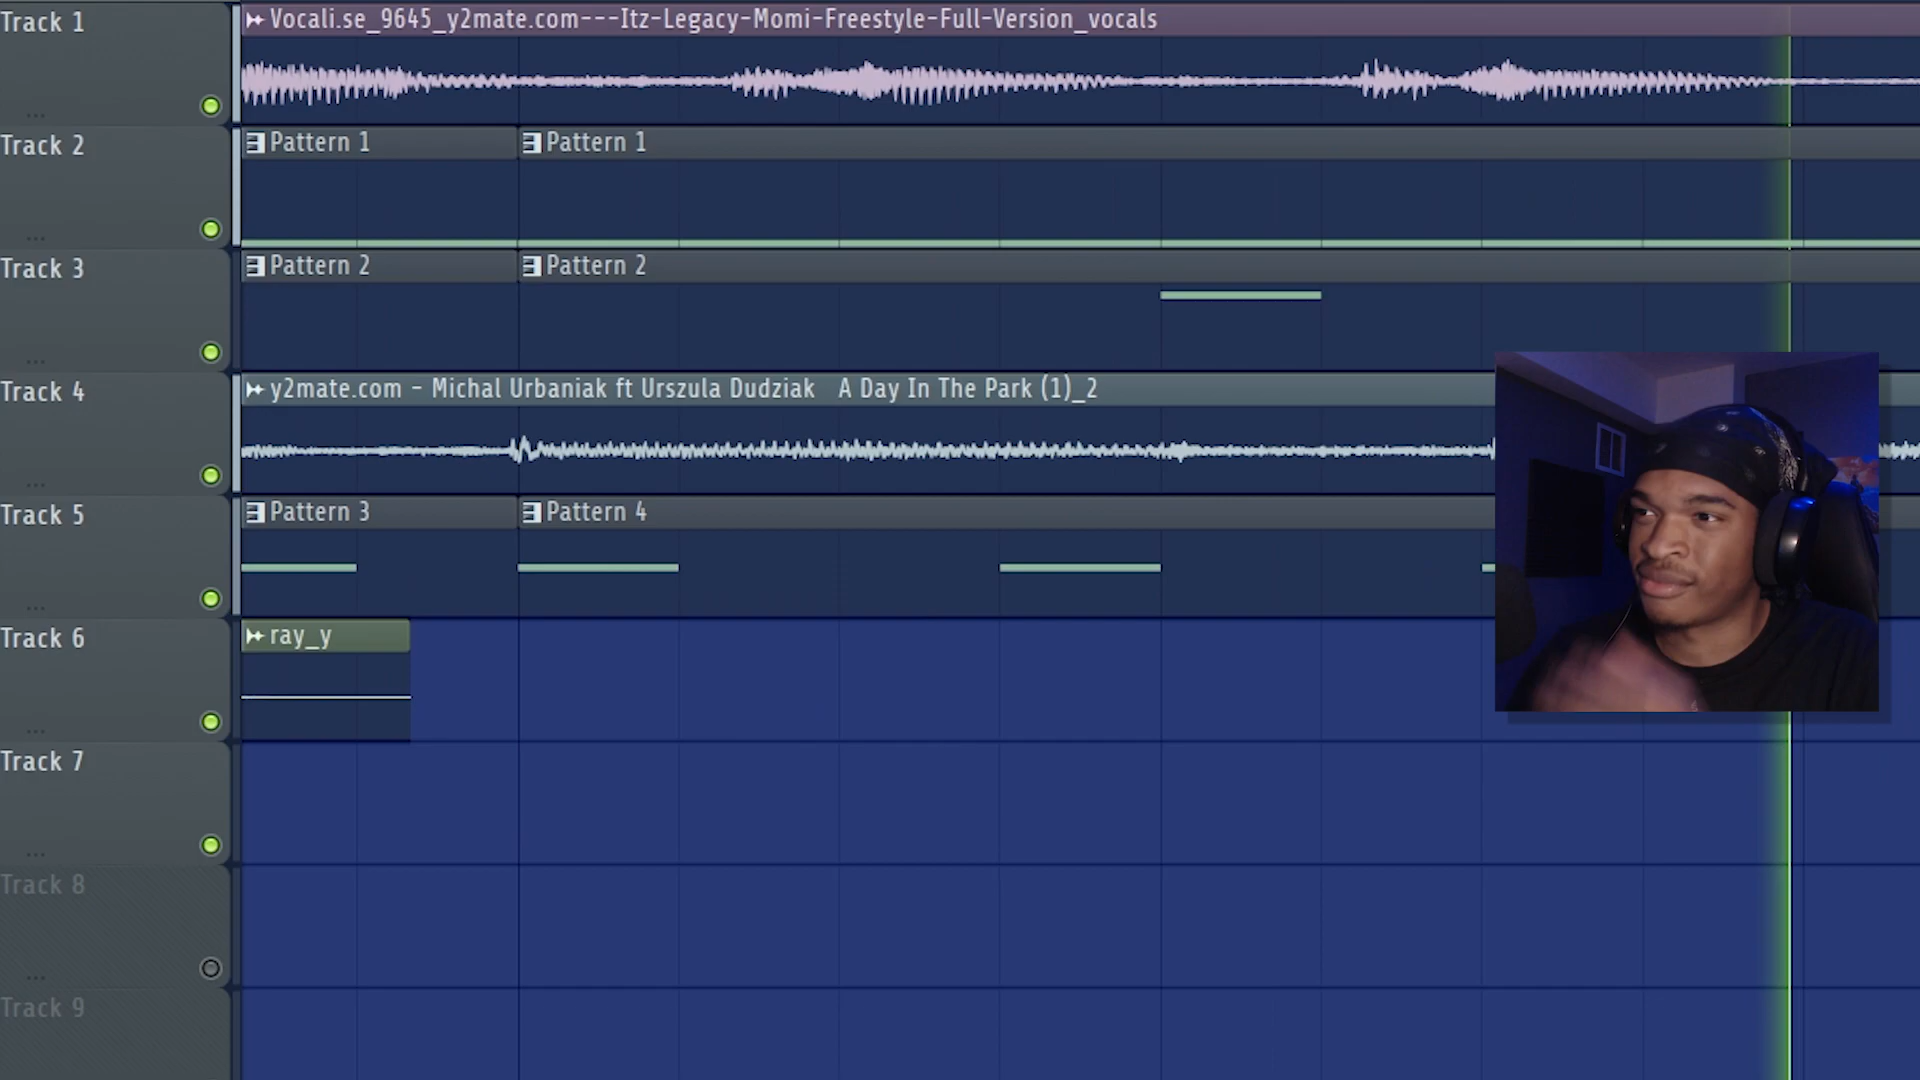 Track 1
Vocali.se_9645_y2mate.com---Itz-Legacy-Momi-Freestyle-Full-Version_vocals
Track 2
Pattern 1
Pattern 1
Track 3
Pattern 2
Pattern 2
Track 4
y2mate.com - Michal Urbaniak ft Urszula Dudziak   A Day In The Park (1)_2
Track 5
Pattern 3
Pattern 4
Track 6
ray_y
Track 7
Track 8
Track 9